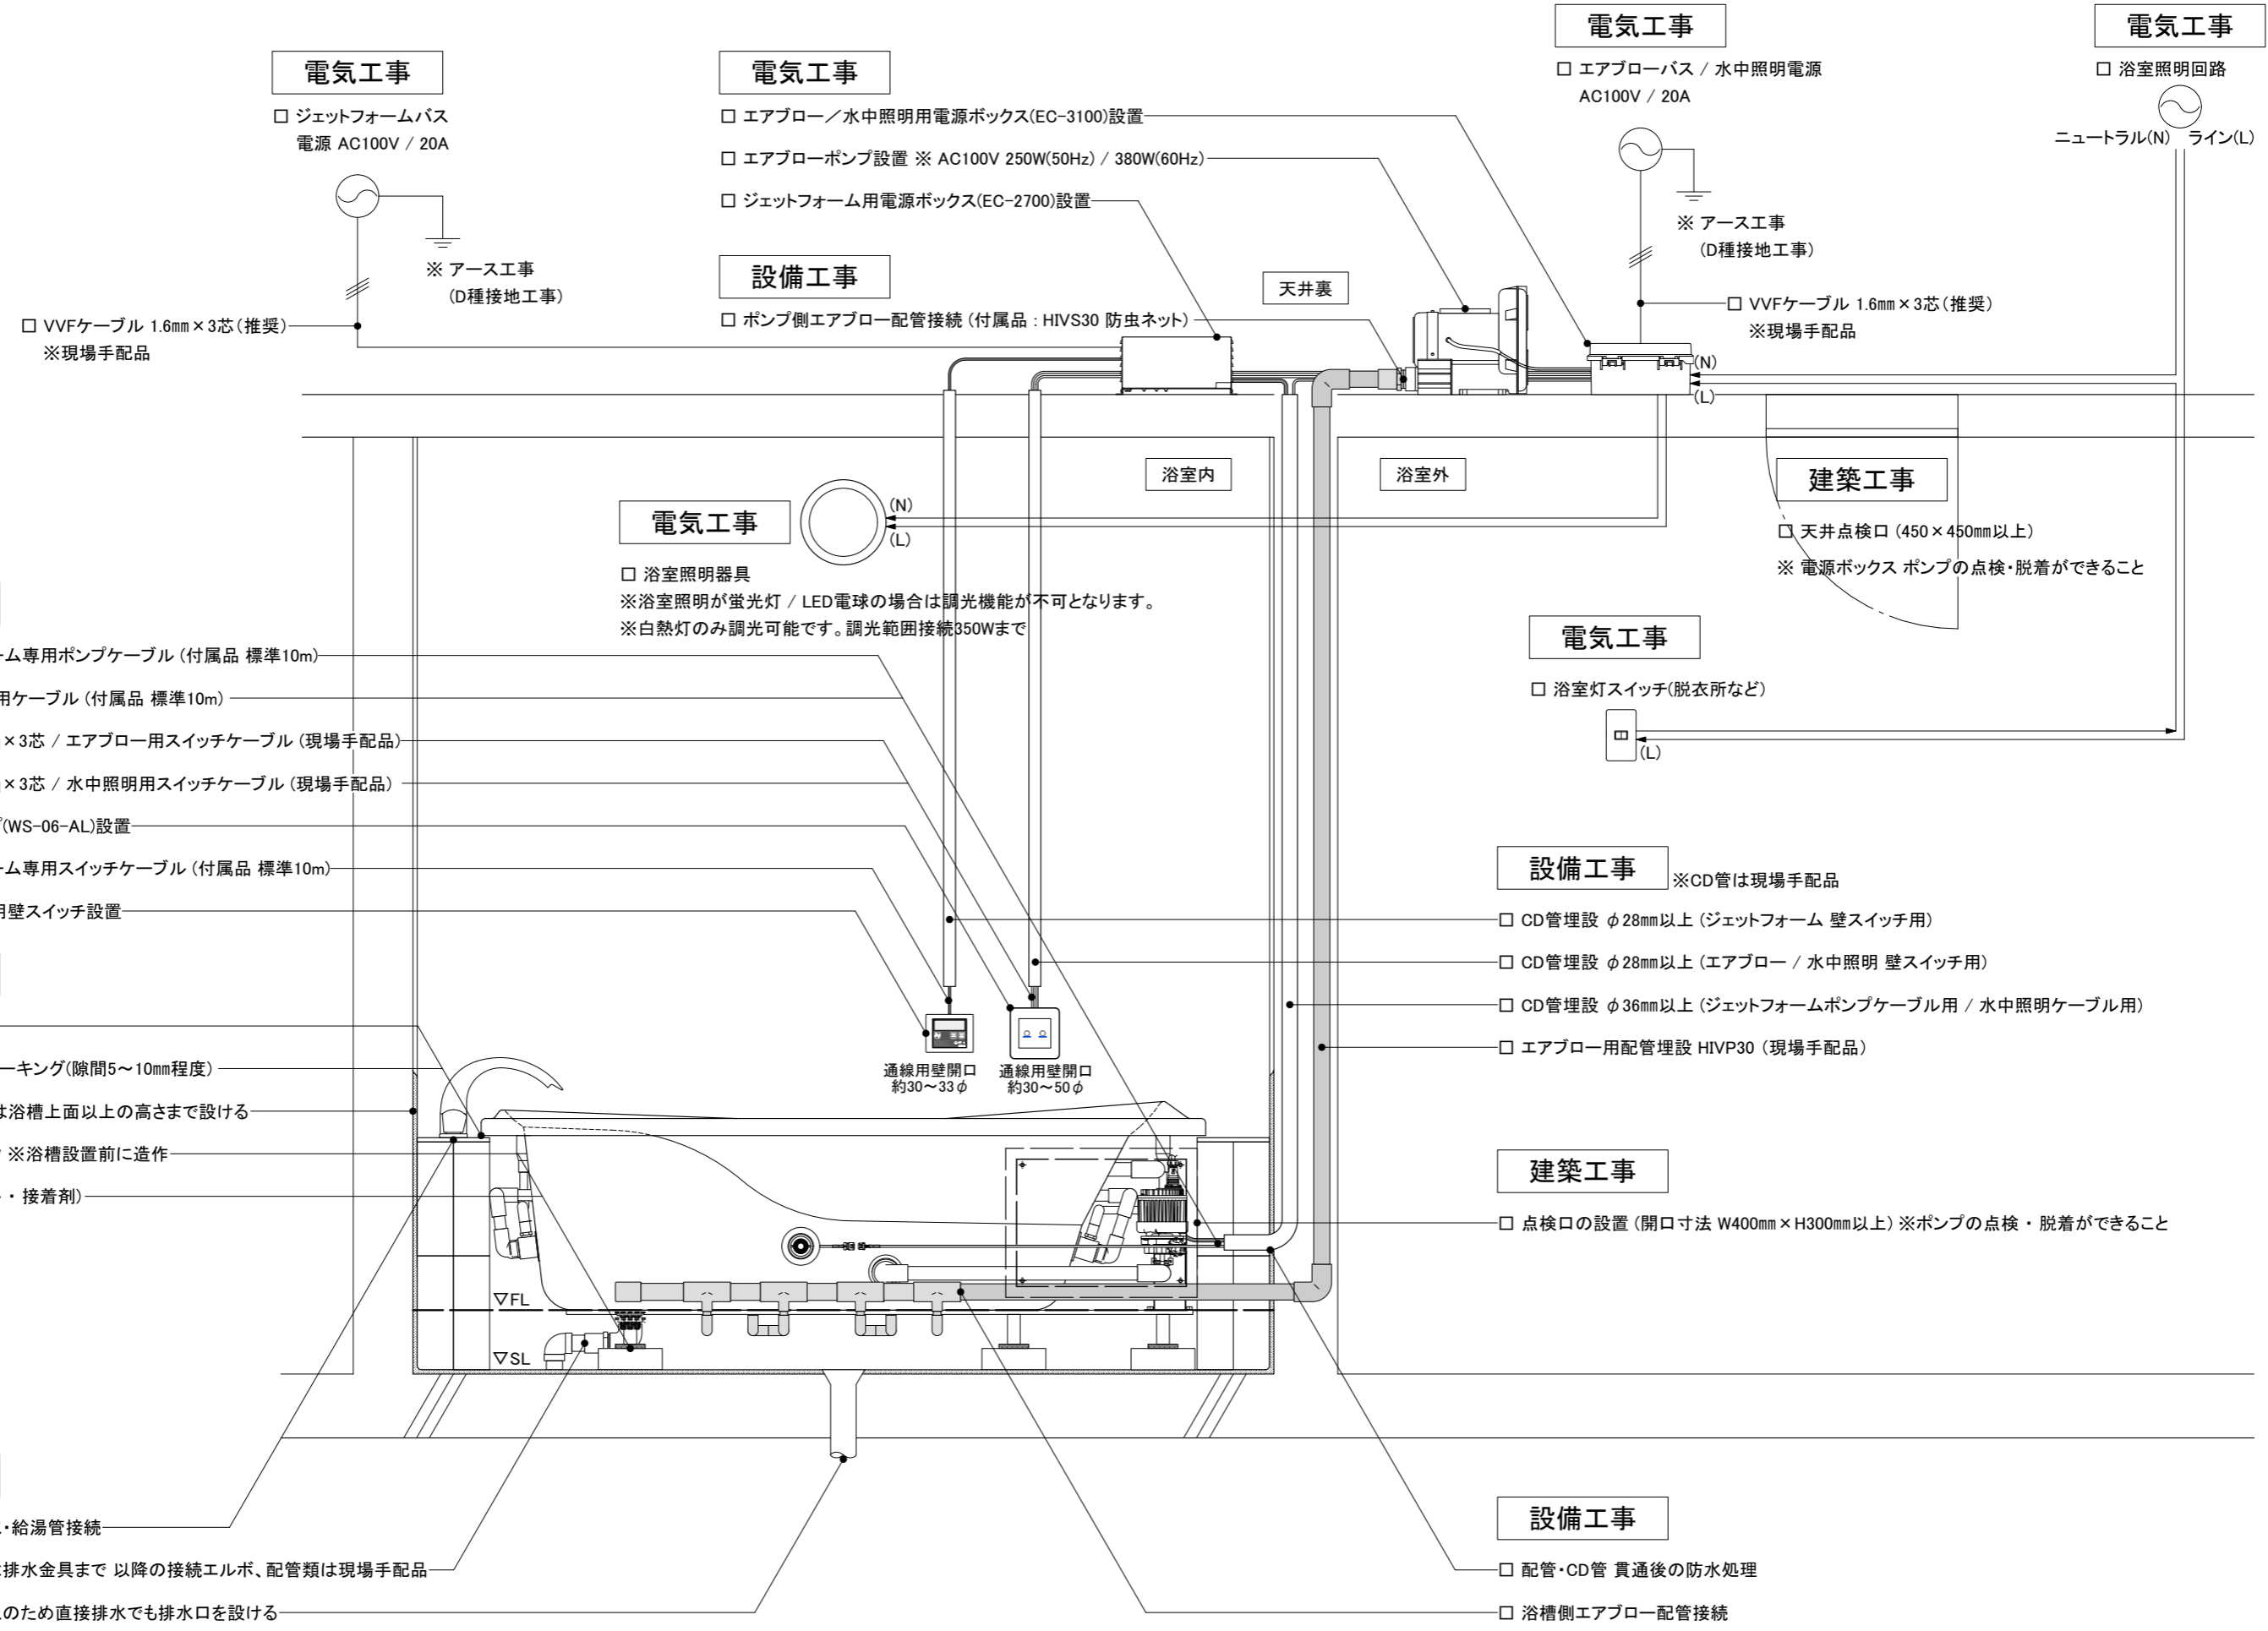 電気工事
□ ジェットフォームバス
電源 AC100V / 20A
※ アース工事
(D種接地工事)
□ VVFケーブル 1.6㎜×3芯(推奨)
※現場手配品
電気工事
□ エアブロー／水中照明用電源ボックス(EC-3100)設置
□ エアブローポンプ設置 ※ AC100V 250W(50Hz) / 380W(60Hz)
□ ジェットフォーム用電源ボックス(EC-2700)設置
設備工事
□ ポンプ側エアブロー配管接続 (付属品 : HIVS30 防虫ネット)
天井裏
電気工事
□ エアブローバス / 水中照明電源
AC100V / 20A
※ アース工事
(D種接地工事)
□ VVFケーブル 1.6㎜×3芯(推奨)
※現場手配品
電気工事
□ 浴室照明回路
ニュートラル(N) ライン(L)
(N)
(L)
浴室内
浴室外
建築工事
□ 天井点検口 (450×450㎜以上)
※ 電源ボックス ポンプの点検・脱着ができること
電気工事
(N)
(L)
□ 浴室照明器具
※浴室照明が蛍光灯 / LED電球の場合は調光機能が不可となります。
※白熱灯のみ調光可能です。調光範囲接続350Wまで
電気工事
□ 浴室灯スイッチ(脱衣所など)
(L)
ーム専用ポンプケーブル (付属品 標準10m)
用ケーブル (付属品 標準10m)
×3芯 / エアブロー用スイッチケーブル (現場手配品)
×3芯 / 水中照明用スイッチケーブル (現場手配品)
(WS-06-AL)設置
ーム専用スイッチケーブル (付属品 標準10m)
用壁スイッチ設置
ーキング(隙間5～10㎜程度)
は浴槽上面以上の高さまで設ける
※浴槽設置前に造作
・接着剤)
通線用壁開口
約30～33φ
通線用壁開口
約30～50φ
設備工事
※CD管は現場手配品
□ CD管埋設 φ28㎜以上 (ジェットフォーム 壁スイッチ用)
□ CD管埋設 φ28㎜以上 (エアブロー / 水中照明 壁スイッチ用)
□ CD管埋設 φ36㎜以上 (ジェットフォームポンプケーブル用 / 水中照明ケーブル用)
□ エアブロー用配管埋設 HIVP30 (現場手配品)
建築工事
□ 点検口の設置 (開口寸法 W400㎜×H300㎜以上) ※ポンプの点検・脱着ができること
▽FL
▽SL
・給湯管接続
排水金具まで 以降の接続エルボ、配管類は現場手配品
のため直接排水でも排水口を設ける
設備工事
□ 配管・CD管 貫通後の防水処理
□ 浴槽側エアブロー配管接続